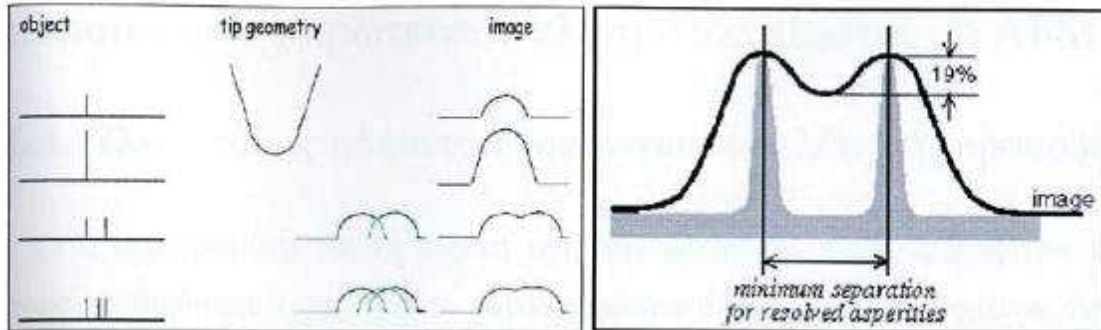 object
tip geometry
image
19%
image
minimum separation
for resolved asperities